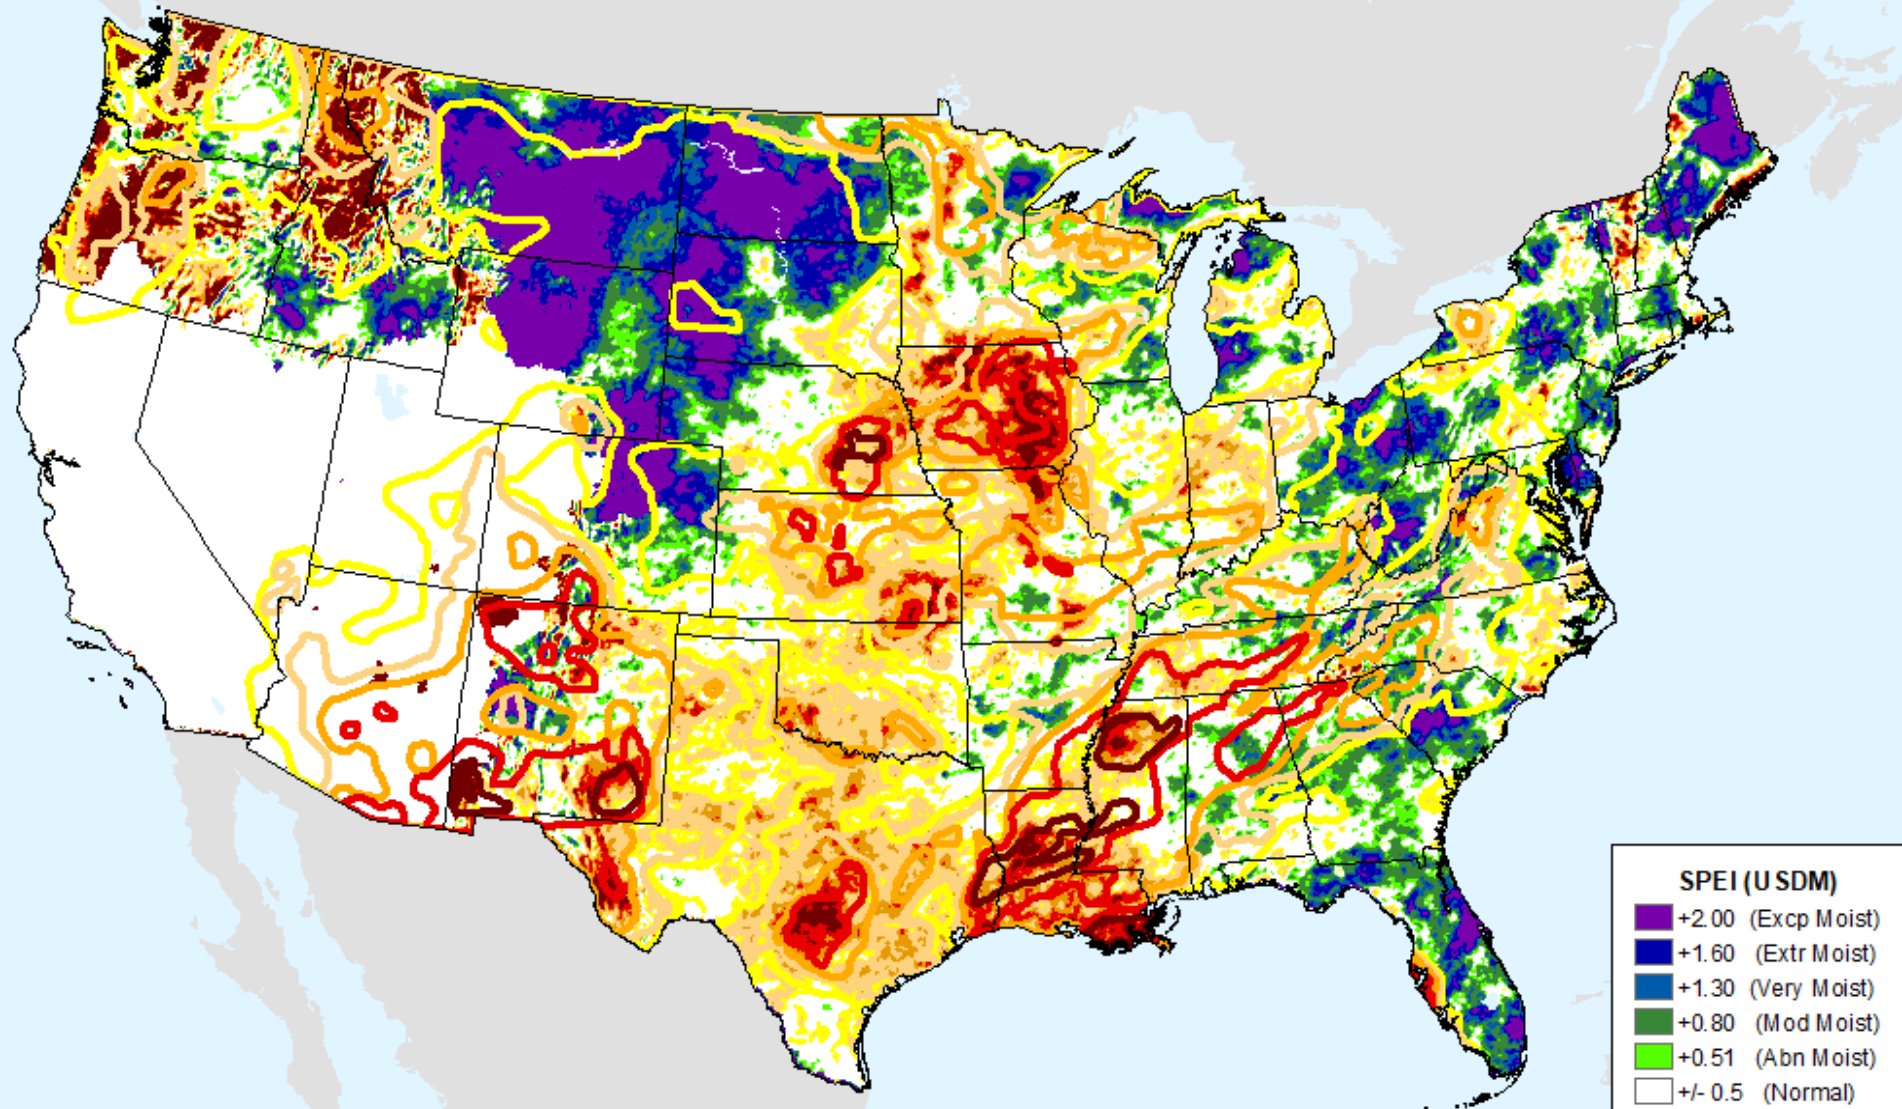 SPEI (USDM)
+2.00 (Excp Moist)
+1.60 (Extr Moist)
+1.30 (Very Moist)
+0.80 (Mod Moist)
+0.51 (Abn Moist)
+/- 0.5 (Normal)